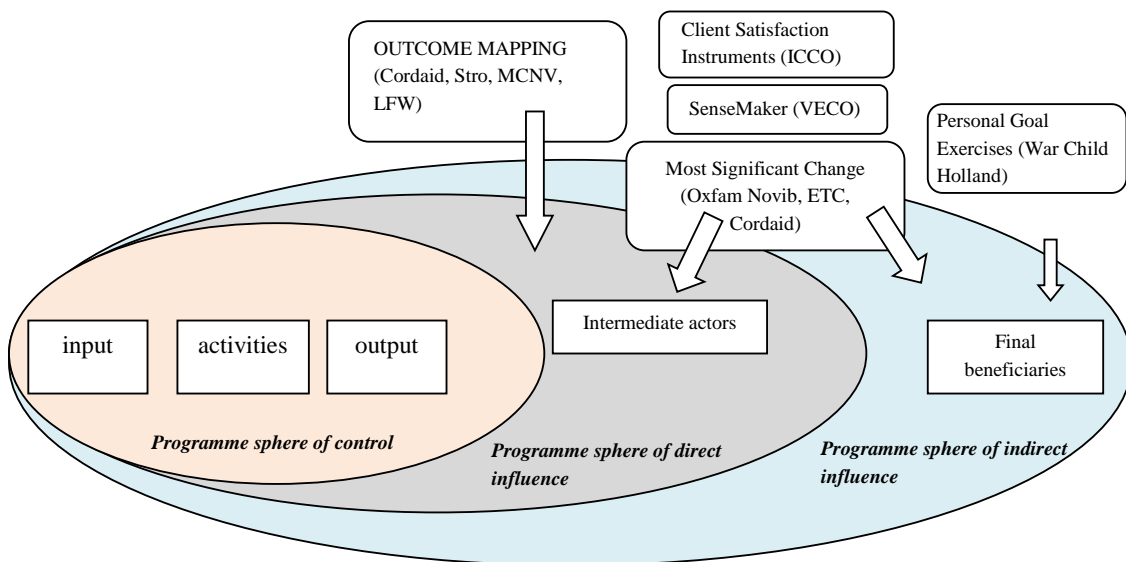 OUTCOME MAPPING
(Cordaid, Stro, MCNV,
LFW)
Client Satisfaction
Instruments (ICCO)
SenseMaker (VECO)
Personal Goal
Exercises (War Child
Holland)
Most Significant Change
(Oxfam Novib, ETC,
Cordaid)
input
activities
output
Intermediate actors
Final
beneficiaries
Programme sphere of control
Programme sphere of direct
influence
Programme sphere of indirect
influence